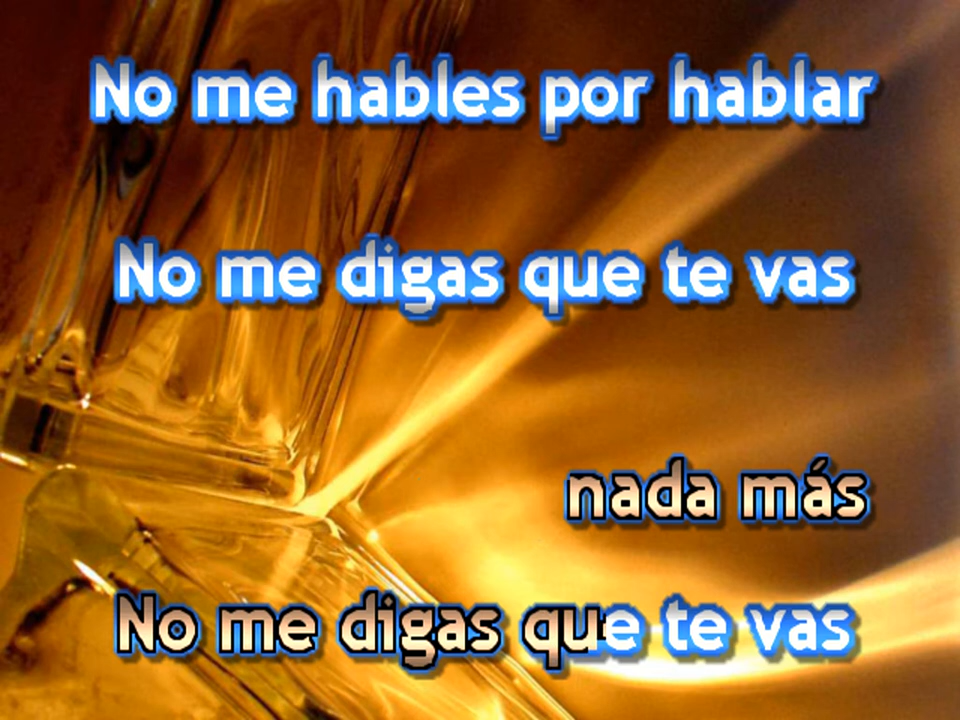 No me hables por hablar
No me digas que te vas
nada más
No me digas que te vas